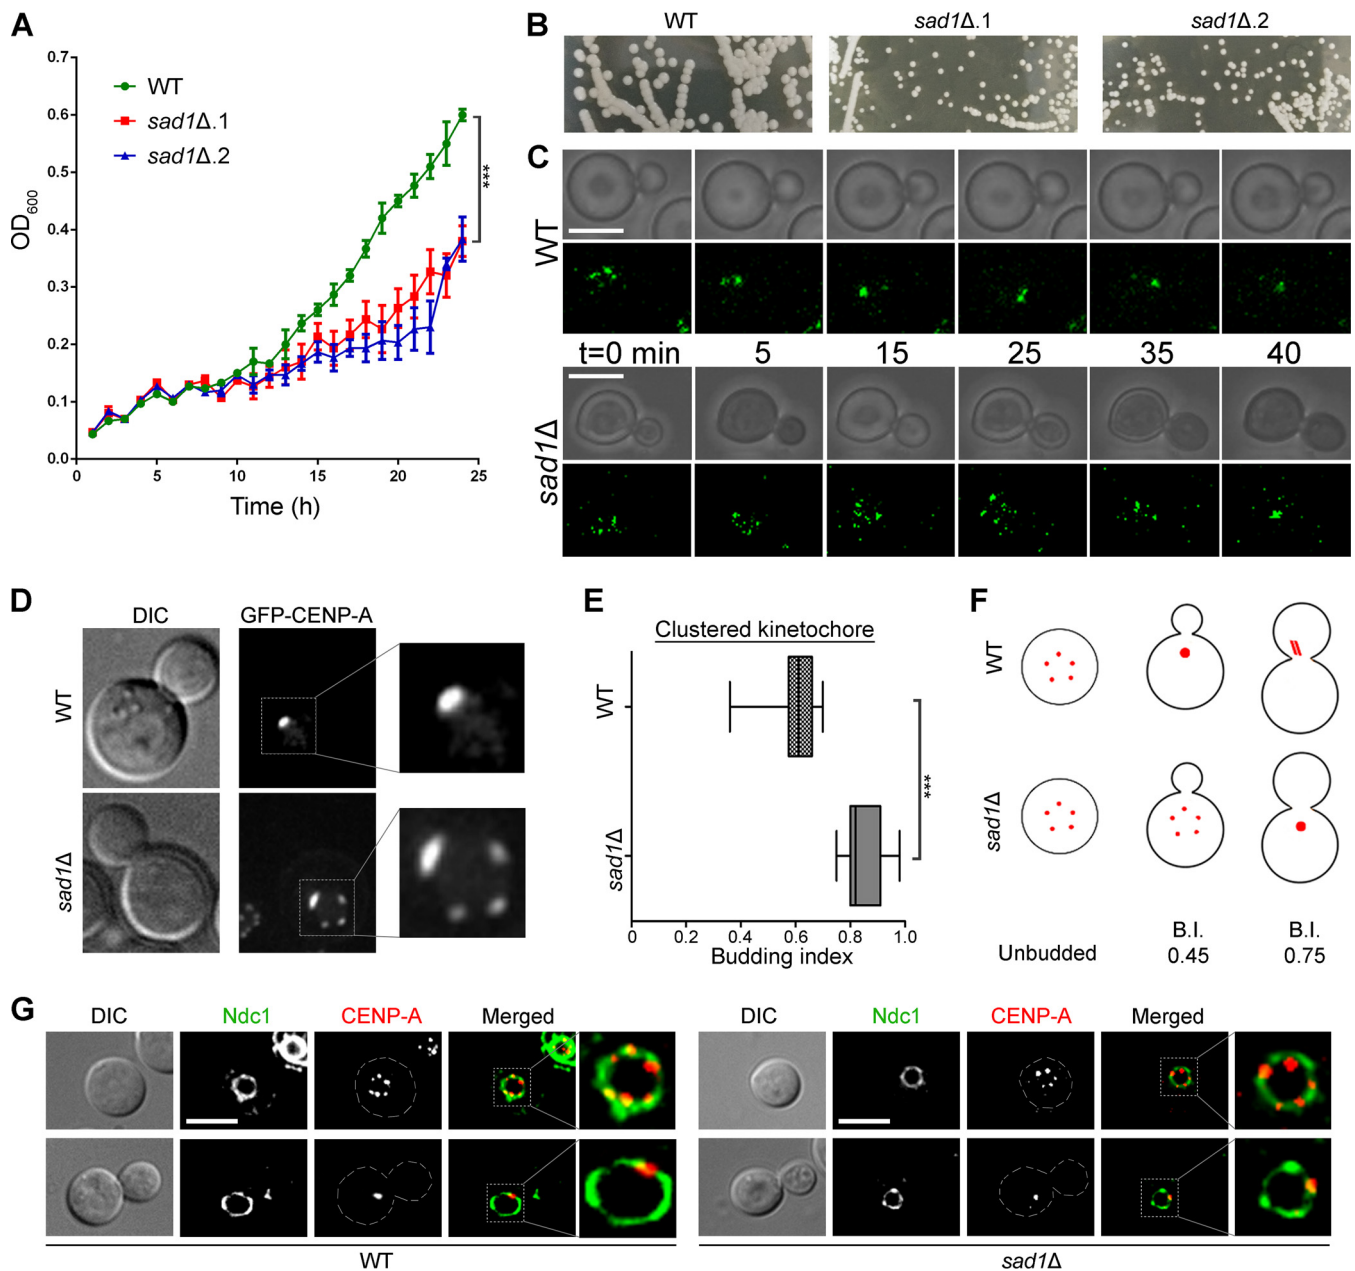 A
0.7
0.6
0.5
0.4
0.3
0.2
0.1
0.0
0
5
10
15
20
25
OD600
Time (h)
WT
sad1Δ.1
sad1Δ.2
***
B
WT
sad1Δ.1
sad1Δ.2
C
WT
t=0 min 5 15 25 35 40
sad1Δ
D
DIC GFP-CENP-A
WT
sad1Δ
E
Clustered kinetochore
WT
sad1Δ
***
0 0.2 0.4 0.6 0.8 1.0
Budding index
F
WT
sad1Δ
Unbudded
B.I.
0.45
B.I.
0.75
G
DIC Ndc1 CENP-A Merged
DIC Ndc1 CENP-A Merged
WT
sad1Δ